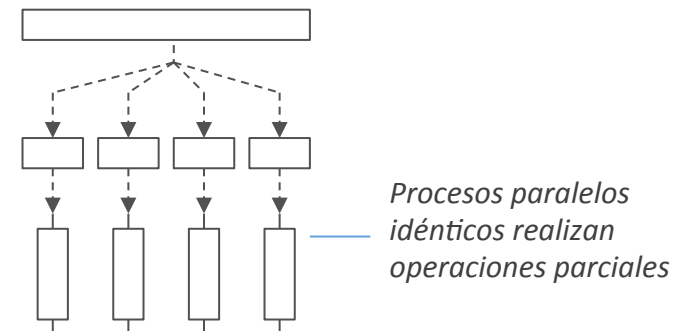 Procesos paralelos
idénticos realizan
operaciones parciales